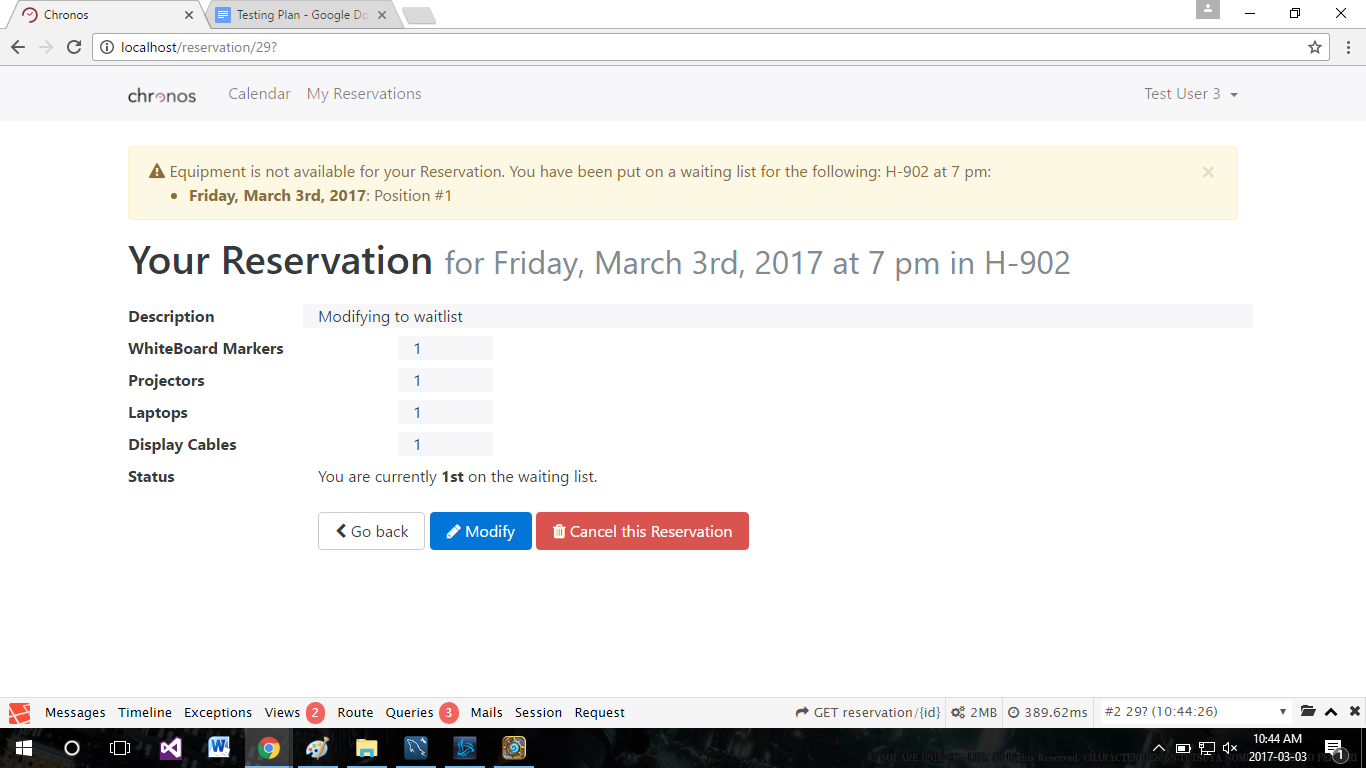 Chronos
Testing Plan - Google Do
localhost/reservation/29?
chronos Calendar My Reservations Test User 3
Equipment is not available for your Reservation. You have been put on a waiting list for the following: H-902 at 7 pm: ×
• Friday, March 3rd, 2017: Position #1
Your Reservation for Friday, March 3rd, 2017 at 7 pm in H-902
Description Modifying to waitlist
WhiteBoard Markers 1
Projectors 1
Laptops 1
Display Cables 1
Status You are currently 1st on the waiting list.
Go back Modify Cancel this Reservation
Messages Timeline Exceptions Views 2 Route Queries 3 Mails Session Request GET reservation/{id} 2MB 389.62ms #2 29? (10:44:26)
10:44 AM
2017-03-03 1